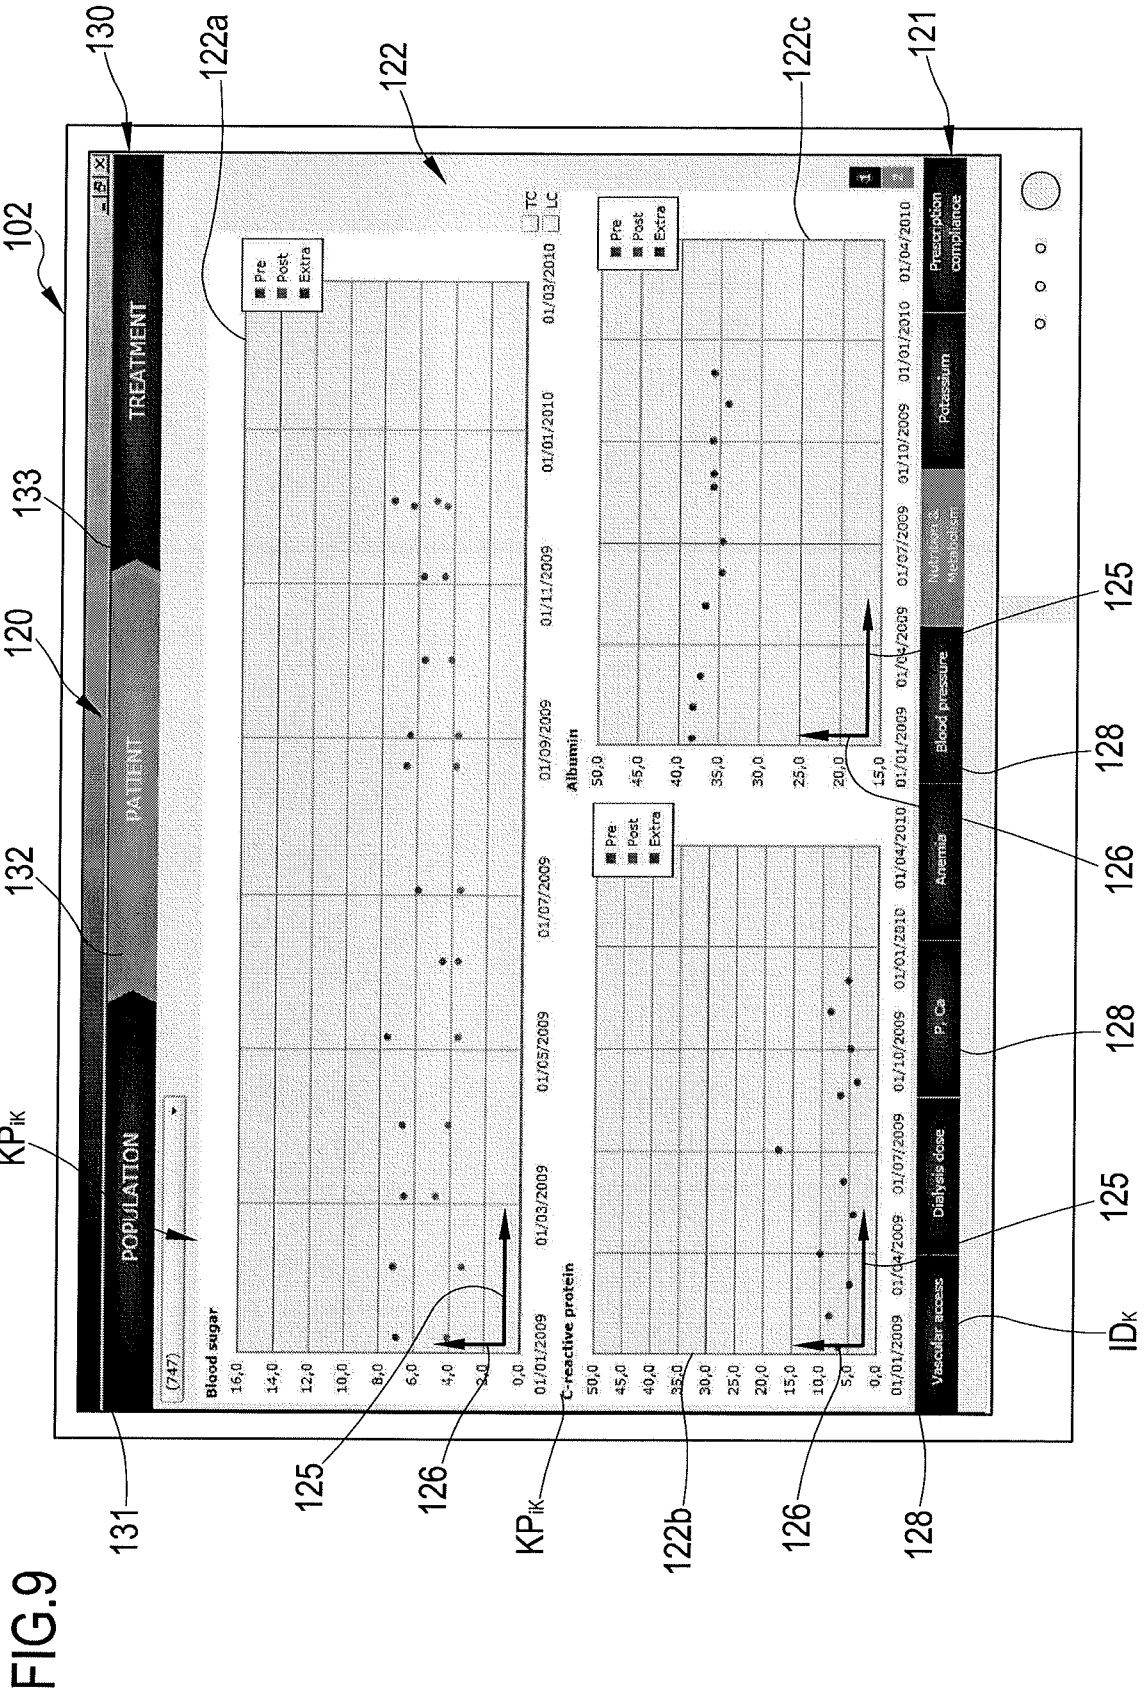 FIG.9
102
120
130
131
KPiK
132
133
POPULATION
PATIENT
TREATMENT
(747)
122a
122
Blood sugar
16,0
14,0
12,0
10,0
8,0
6,0
4,0
2,0
0,0
Pre
Post
Extra
TC
LC
01/01/2009
01/03/2009
01/05/2009
01/07/2009
01/09/2009
01/11/2009
01/01/2010
01/03/2010
125
126
KPiK
C-reactive protein
50,0
45,0
40,0
35,0
30,0
25,0
20,0
15,0
10,0
5,0
0,0
Pre
Post
Extra
01/01/2009
01/04/2009
01/07/2009
01/10/2009
01/01/2010
01/04/2010
122b
126
Albumin
50,0
45,0
40,0
35,0
30,0
25,0
20,0
15,0
Pre
Post
Extra
01/01/2009
01/04/2009
01/07/2009
01/10/2009
01/01/2010
01/04/2010
1
2
122c
121
Vascular access
Dialysis dose
P, Ca
Anemia
Blood pressure
Nutrition &
Metabolism
Potassium
Prescription
compliance
128
IDK
125
128
126
128
125